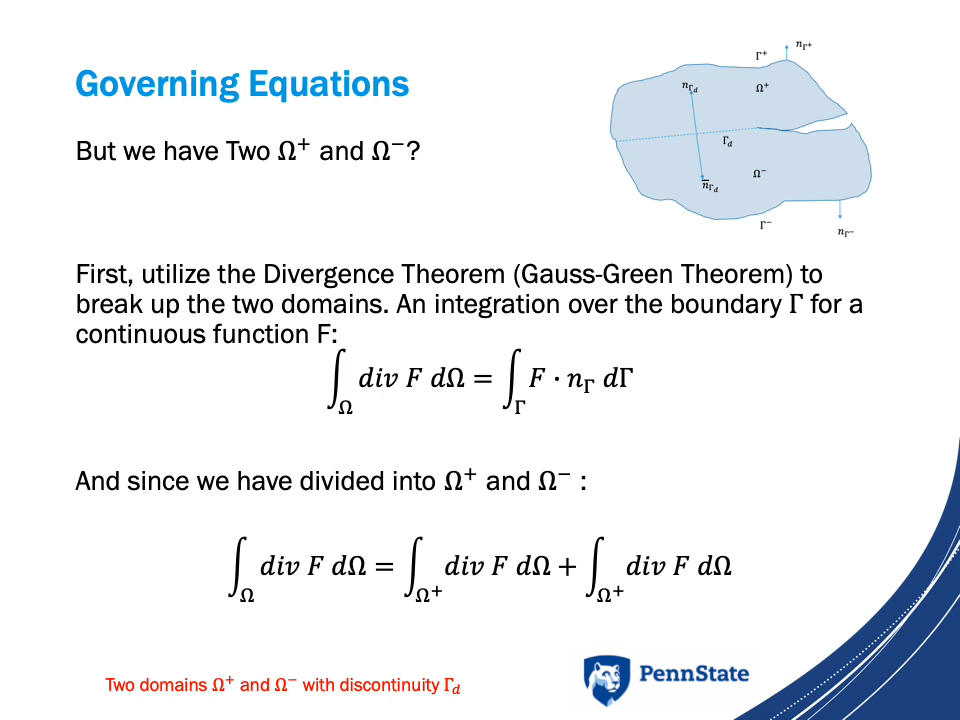 Governing Equations
n_Γ⁺
Γ⁺
n_Γd
Ω⁺
But we have Two Ω⁺ and Ω⁻?
Γ_d
Ω⁻
n̅_Γd
Γ⁻
n_Γ⁻
First, utilize the Divergence Theorem (Gauss-Green Theorem) to
break up the two domains. An integration over the boundary Γ for a
continuous function F:
∫_Ω div F dΩ = ∫_Γ F · n_Γ dΓ
And since we have divided into Ω⁺ and Ω⁻ :
∫_Ω div F dΩ = ∫_Ω⁺ div F dΩ + ∫_Ω⁺ div F dΩ
Two domains Ω⁺ and Ω⁻ with discontinuity Γ_d
PennState